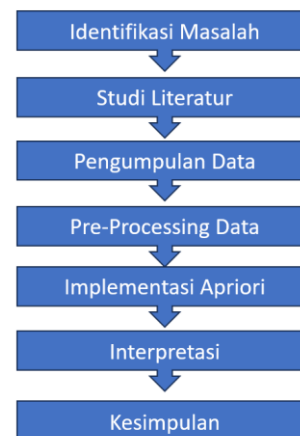 Identifikasi Masalah
Studi Literatur
Pengumpulan Data
Pre-Processing Data
Implementasi Apriori
Interpretasi
Kesimpulan